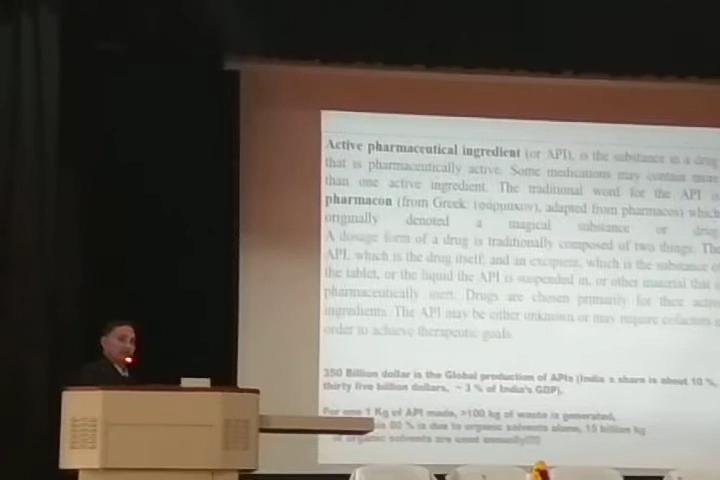 Active pharmaceutical ingredient (or API), is the substance in a drug
that is pharmaceutically active. Some medications may contain more
than one active ingredient. The traditional word for the API is
pharmacon (from Greek: adapted from pharmacos) which
originally denoted a magical substance or drug
A dosage form of a drug is traditionally composed of two things. The
API, which is the drug itself; and an excipient, which is the substance of
the tablet, or the liquid the API is suspended in, or other material that is
pharmaceutically inert. Drugs are chosen primarily for their active
ingredients. The API may be either unknown or may require cofactors in
order to achieve therapeutic goals.
350 Billion dollar is the Global production of APIs (India s share is about 10 %,
thirty five billion dollars, ~ 3 % of India's GDP).
For one 1 Kg of API made, >100 kg of waste is generated,
80 % is due to organic solvents alone, 15 billion kg
of organic solvents are used annually!!!!